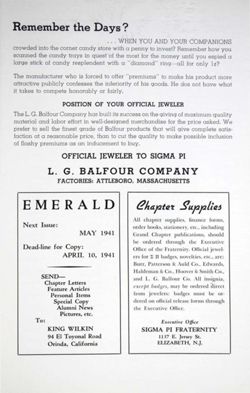 Remember the Days?
. . . WHEN YOU AND YOUR COMPANIONS
crowded into the corner candy store with a penny to invest? Remember how you
scanned the candy trays in quest of the most for the money until you espied a
large stick of candy resplendent with a "diamond" ring—all for only 1¢?
The manufacturer who is forced to offer "premiums" to make his product more
attractive publicly confesses the inferiority of his goods. He does not have what
it takes to compete honorably or fairly.
POSITION OF YOUR OFFICIAL JEWELER
The L. G. Balfour Company has built its success on the giving of maximum quality
material and labor effort in well-designed merchandise for the price asked. We
prefer to sell the finest grade of Balfour products that will give complete satis-
faction at a reasonable price, than to cut the quality to make possible inclusion
of flashy premiums as an inducement to buy.
OFFICIAL JEWELER TO SIGMA PI
L. G. BALFOUR COMPANY
FACTORIES: ATTLEBORO, MASSACHUSETTS
EMERALD
Next Issue:
MAY 1941
Dead-line for Copy:
APRIL 10, 1941
SEND—
Chapter Letters
Feature Articles
Personal Items
Special Copy
Alumni News
Pictures, etc.
To:
KING WILKIN
94 El Toyonal Road
Orinda, California
Chapter Supplies
All chapter supplies, finance forms,
order books, stationery, etc., including
Grand Chapter publications, should
be ordered through the Executive
Office of the Fraternity. Official jewel-
ers for Σ Π badges, novelties, etc., are:
Burr, Patterson & Auld Co., Edwards,
Haldeman & Co., Hoover & Smith Co.,
and L. G. Balfour Co. All insignia,
except badges, may be ordered direct
from jewelers: badges must be or-
dered on official release forms through
the Executive Office.
Executive Office
SIGMA PI FRATERNITY
1177 E. Jersey St.
ELIZABETH, N.J.